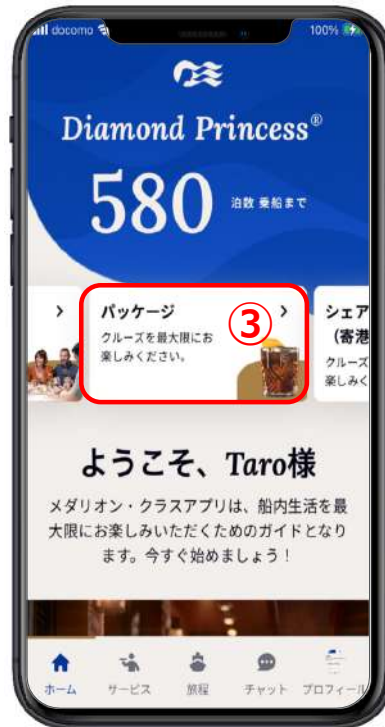 docomo
100%
Diamond Princess®
580 泊数 乗船まで
パッケージ
③
クルーズを最大限にお
楽しみください。
シェア
(寄港
クルーズ
楽しみく
ようこそ、Taro様
メダリオン・クラスアプリは、船内生活を最
大限にお楽しみいただくためのガイドとなり
ます。今すぐ始めましょう！
ホーム
サービス
旅程
チャット
プロフィール